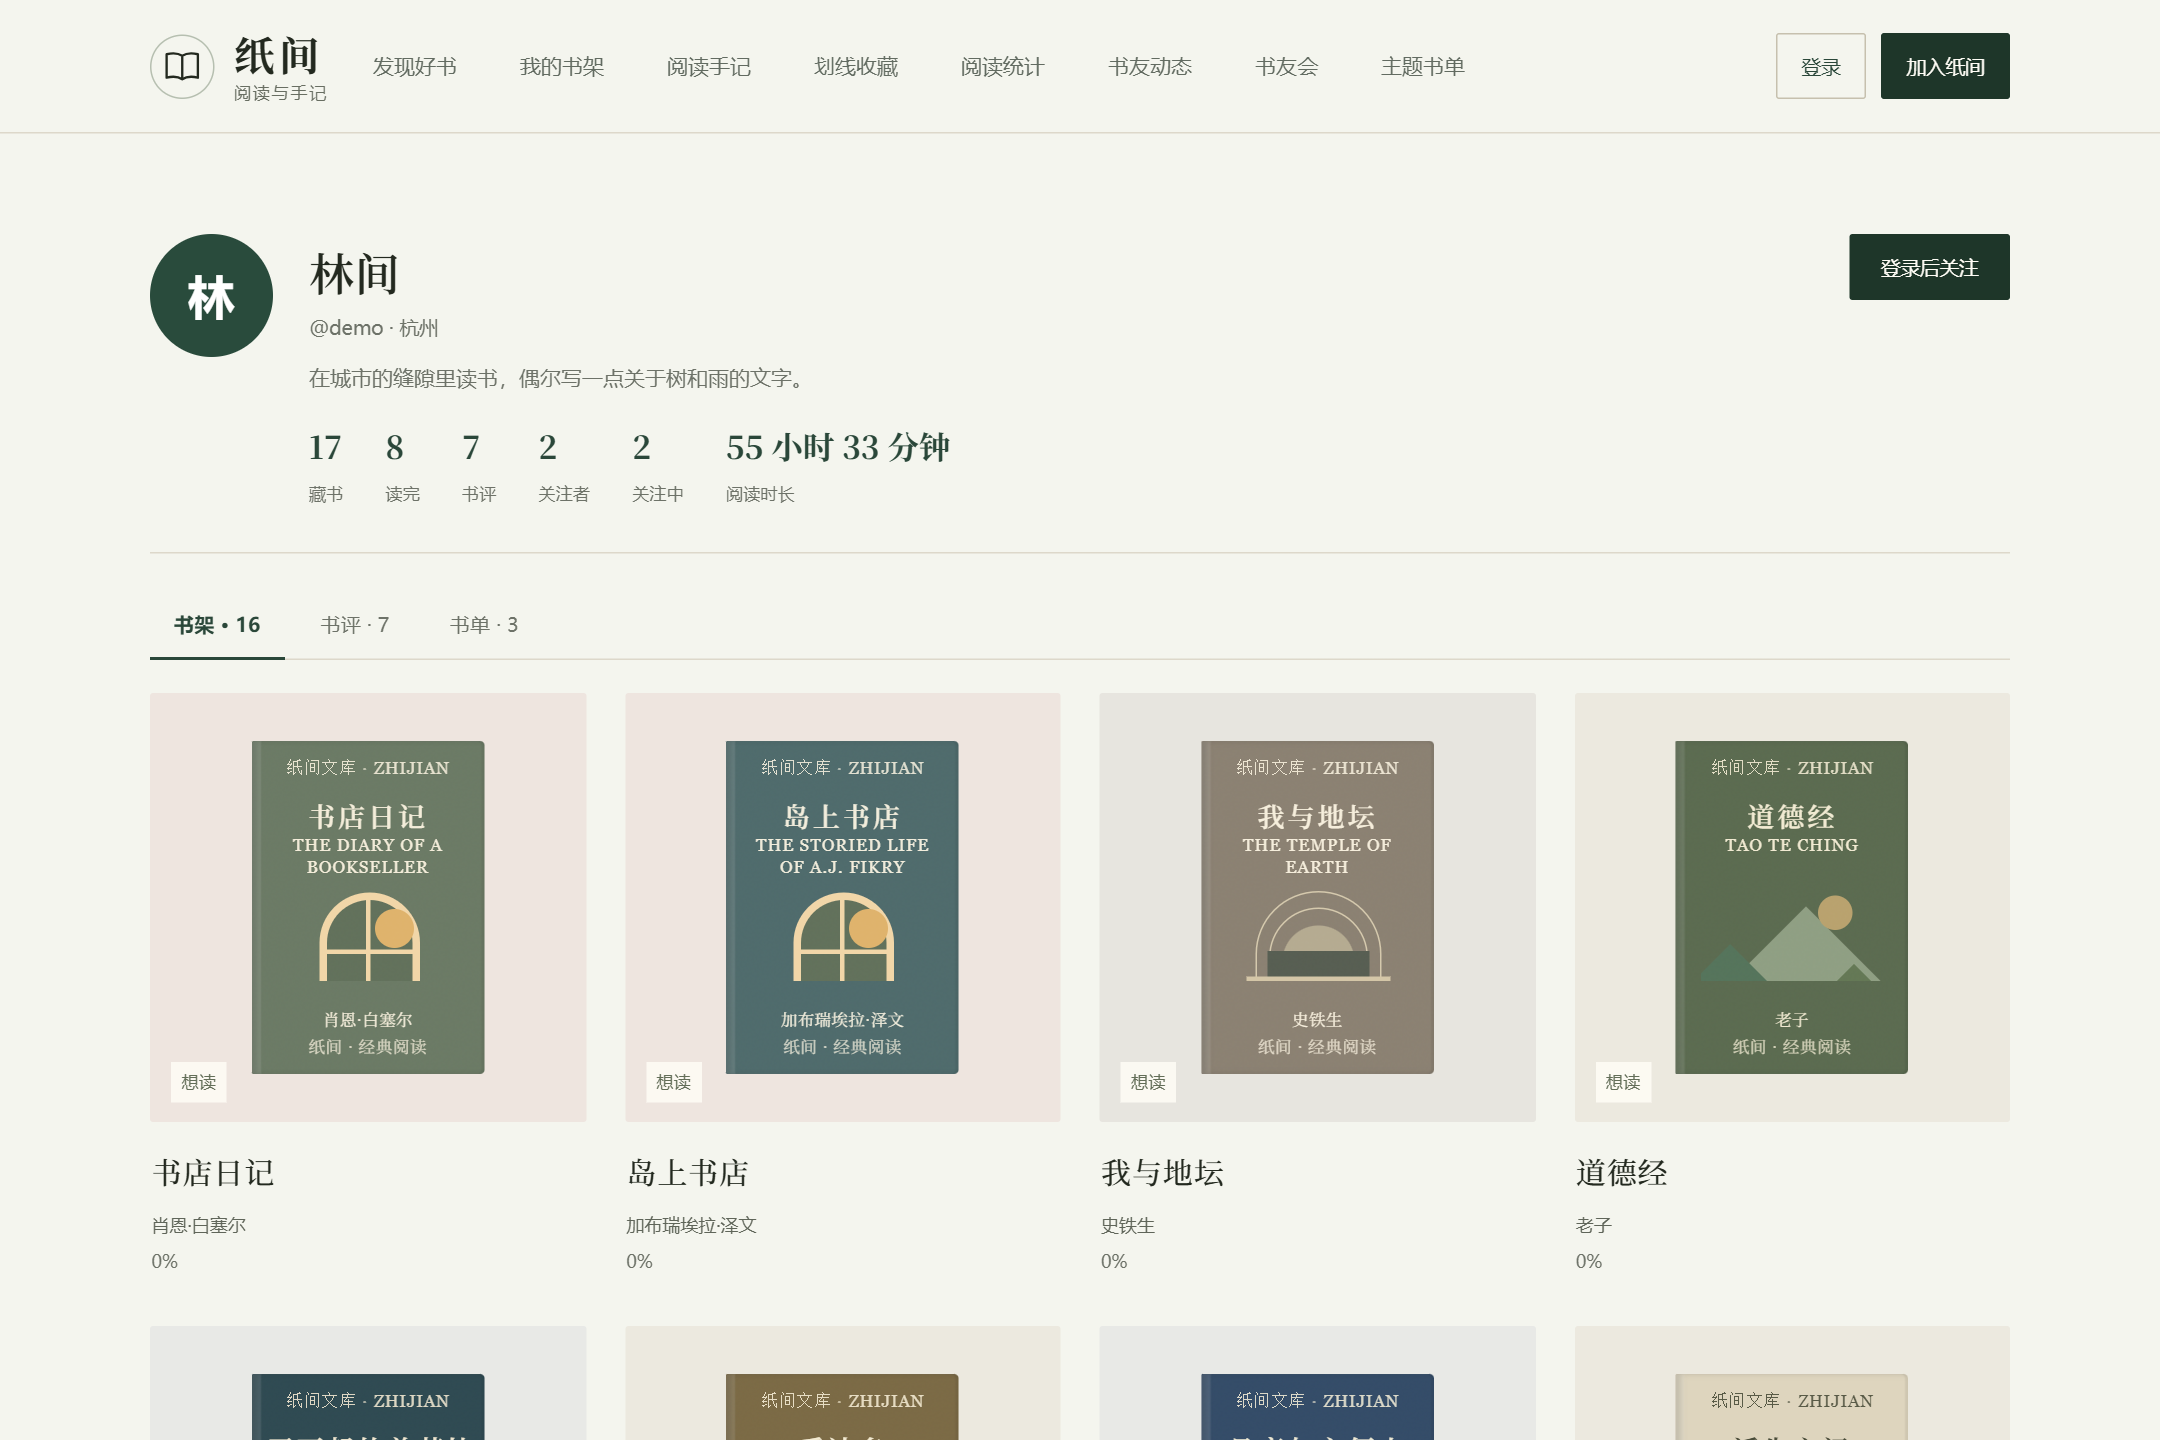 纸间
阅读与手记
发现好书
我的书架
阅读手记
划线收藏
阅读统计
书友动态
书友会
主题书单
登录
加入纸间
林
林间
@demo · 杭州
在城市的缝隙里读书，偶尔写一点关于树和雨的文字。
登录后关注
17
藏书
8
读完
7
书评
2
关注者
2
关注中
55 小时 33 分钟
阅读时长
书架 · 16
书评 · 7
书单 · 3
纸间文库 · ZHIJIAN
书店日记
THE DIARY OF A
BOOKSELLER
肖恩·白塞尔
纸间 · 经典阅读
想读
书店日记
肖恩·白塞尔
0%
纸间文库 · ZHIJIAN
岛上书店
THE STORIED LIFE
OF A.J. FIKRY
加布瑞埃拉·泽文
纸间 · 经典阅读
想读
岛上书店
加布瑞埃拉·泽文
0%
纸间文库 · ZHIJIAN
我与地坛
THE TEMPLE OF
EARTH
史铁生
纸间 · 经典阅读
想读
我与地坛
史铁生
0%
纸间文库 · ZHIJIAN
道德经
TAO TE CHING
老子
纸间 · 经典阅读
想读
道德经
老子
0%
纸间文库 · ZHIJIAN
纸间文库 · ZHIJIAN
纸间文库 · ZHIJIAN
纸间文库 · ZHIJIAN